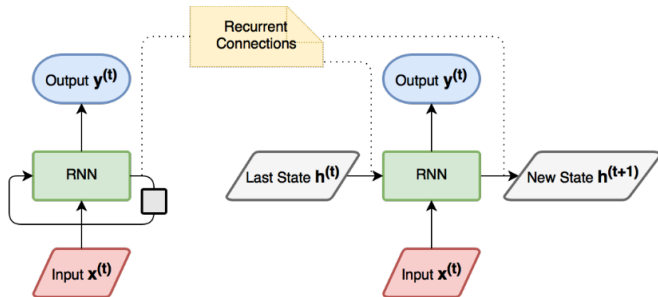 Recurrent
Connections
Output y(t)
Output y(t)
RNN
Last State h(t)
RNN
New State h(t+1)
Input x(t)
Input x(t)